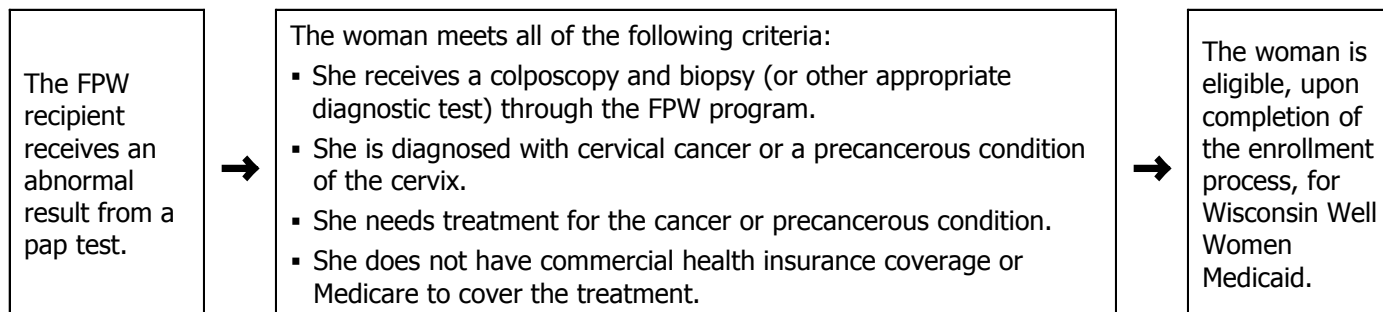 The FPW
recipient
receives an
abnormal
result from a
pap test.
➔
The woman meets all of the following criteria:
▪ She receives a colposcopy and biopsy (or other appropriate
diagnostic test) through the FPW program.
▪ She is diagnosed with cervical cancer or a precancerous condition
of the cervix.
▪ She needs treatment for the cancer or precancerous condition.
▪ She does not have commercial health insurance coverage or
Medicare to cover the treatment.
➔
The woman is
eligible, upon
completion of
the enrollment
process, for
Wisconsin Well
Women
Medicaid.